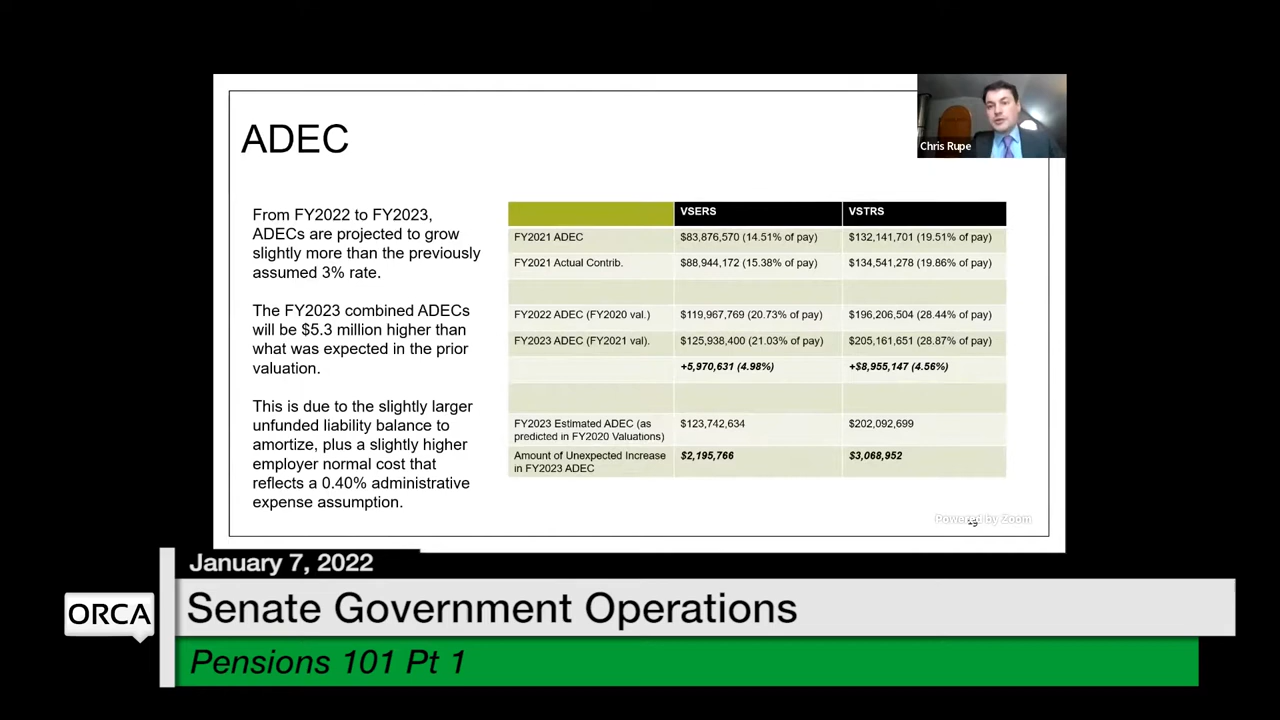 ADEC
Chris Rupe
From FY2022 to FY2023,
ADECs are projected to grow
slightly more than the previously
assumed 3% rate.
The FY2023 combined ADECs
will be $5.3 million higher than
what was expected in the prior
valuation.
This is due to the slightly larger
unfunded liability balance to
amortize, plus a slightly higher
employer normal cost that
reflects a 0.40% administrative
expense assumption.
VSERS VSTRS
FY2021 ADEC $83,876,570 (14.51% of pay) $132,141,701 (19.51% of pay)
FY2021 Actual Contrib. $88,944,172 (15.38% of pay) $134,541,278 (19.86% of pay)
FY2022 ADEC (FY2020 val.) $119,967,769 (20.73% of pay) $196,206,504 (28.44% of pay)
FY2023 ADEC (FY2021 val). $125,938,400 (21.03% of pay) $205,161,651 (28.87% of pay)
+5,970,631 (4.98%) +$8,955,147 (4.56%)
FY2023 Estimated ADEC (as $123,742,634 $202,092,699
predicted in FY2020 Valuations)
Amount of Unexpected Increase $2,195,766 $3,068,952
in FY2023 ADEC
Powered by Zoom
January 7, 2022
ORCA
Senate Government Operations
Pensions 101 Pt 1